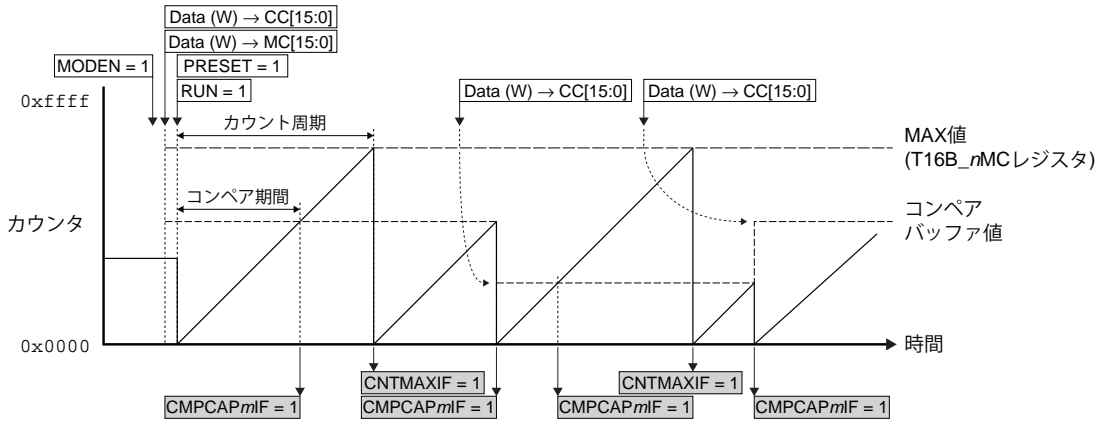 Data (W) → CC[15:0]
Data (W) → MC[15:0]
MODEN = 1
PRESET = 1
RUN = 1
Data (W) → CC[15:0]
Data (W) → CC[15:0]
0xffff
カウント周期
MAX値
(T16B_nMCレジスタ)
コンペア期間
カウンタ
コンペア
バッファ値
0x0000
時間
CNTMAXIF = 1
CNTMAXIF = 1
CMPCAPmIF = 1
CMPCAPmIF = 1
CMPCAPmIF = 1
CMPCAPmIF = 1